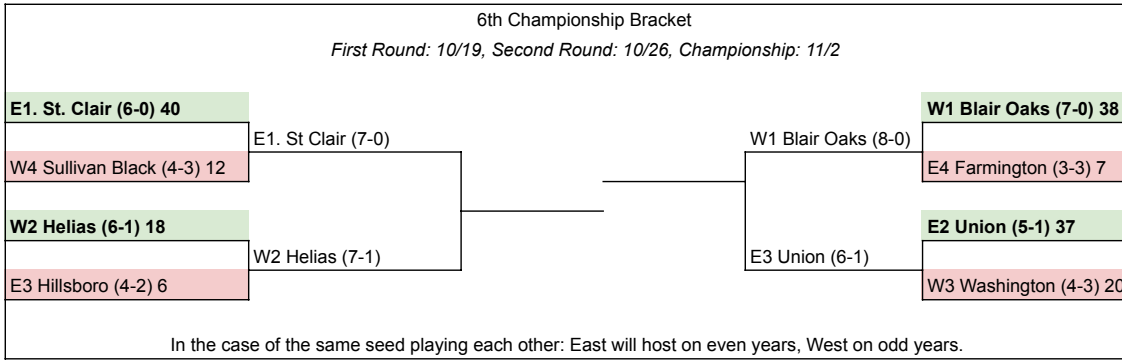 6th Championship Bracket
First Round: 10/19, Second Round: 10/26, Championship: 11/2
E1. St. Clair (6-0) 40
W4 Sullivan Black (4-3) 12
W2 Helias (6-1) 18
E3 Hillsboro (4-2) 6
E1. St Clair (7-0)
W2 Helias (7-1)
W1 Blair Oaks (8-0)
E3 Union (6-1)
W1 Blair Oaks (7-0) 38
E4 Farmington (3-3) 7
E2 Union (5-1) 37
W3 Washington (4-3) 20
In the case of the same seed playing each other: East will host on even years, West on odd years.